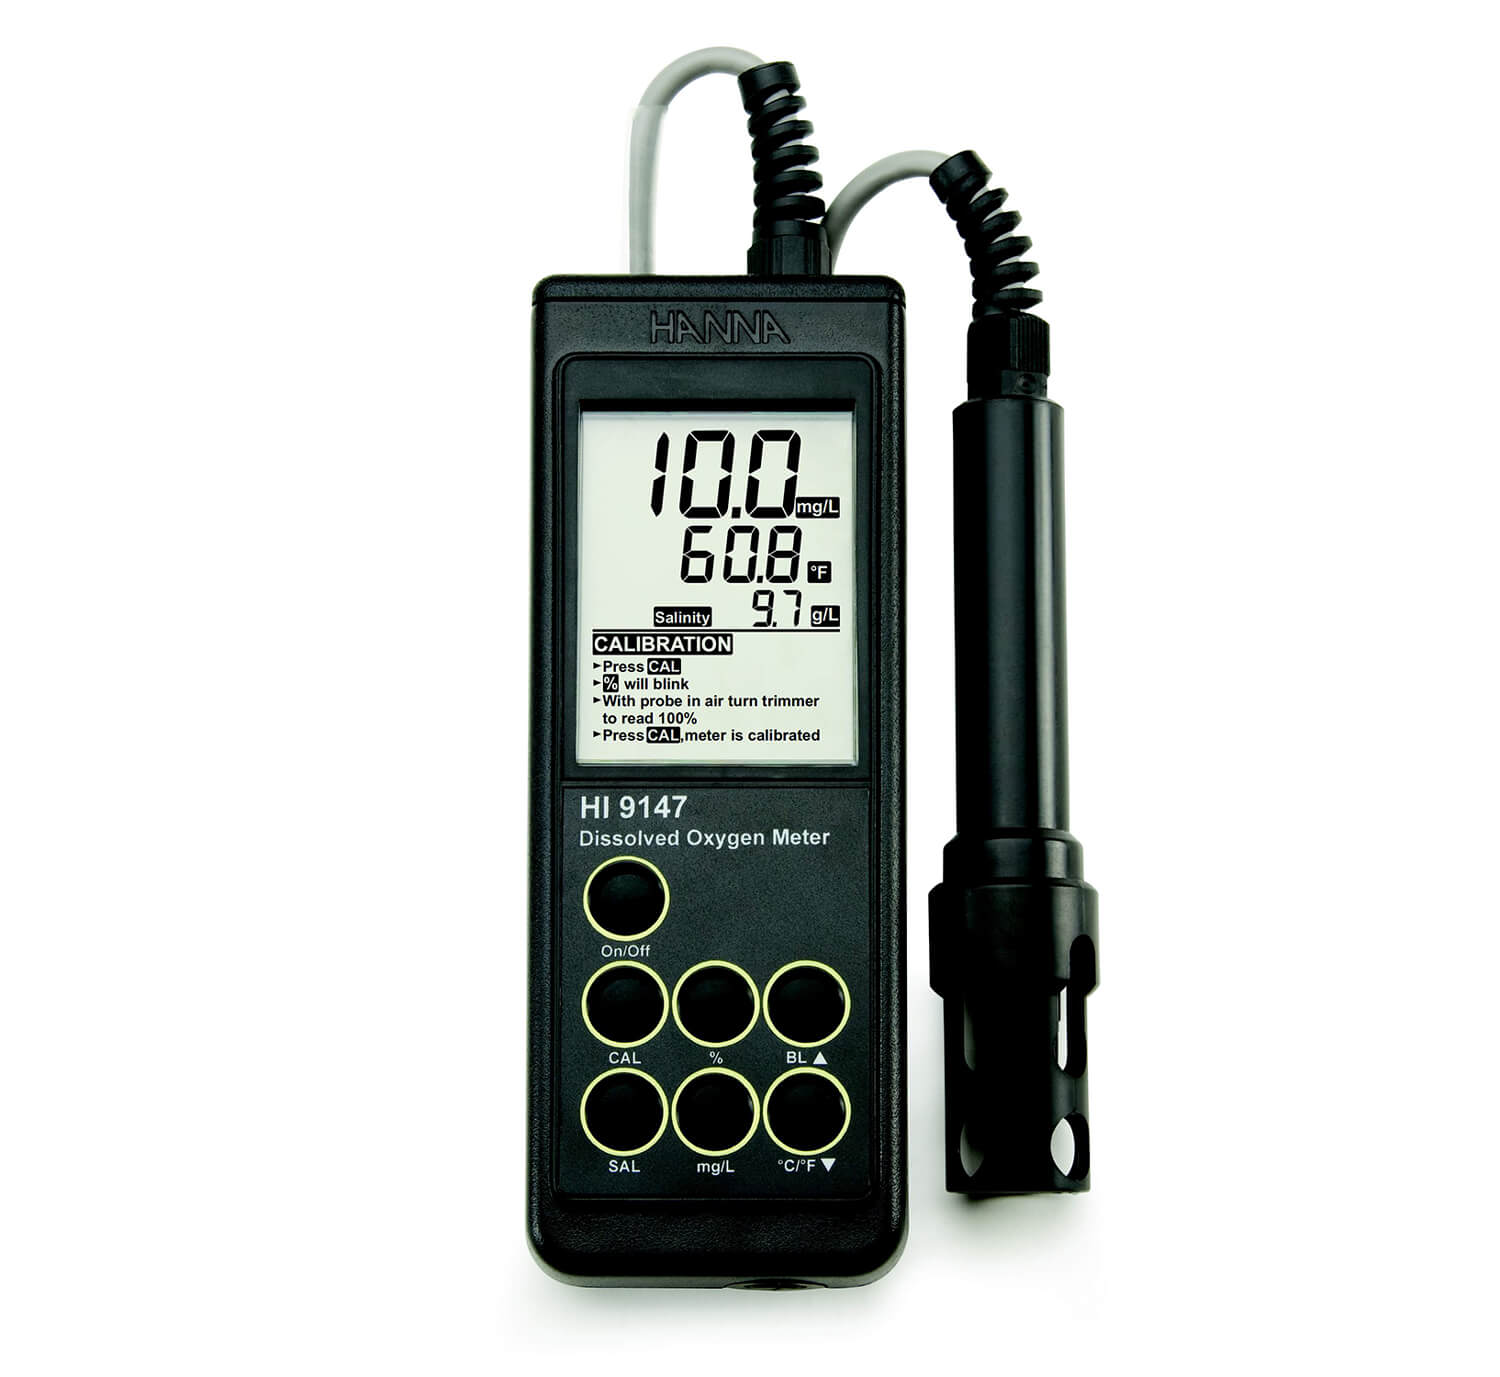 HANNA
10.0 mg/L
60.8 °F
Salinity 9.7 g/L
CALIBRATION
►Press CAL
►% will blink
►With probe in air turn trimmer
to read 100%
►Press CAL,meter is calibrated
HI 9147
Dissolved Oxygen Meter
On/Off
CAL % BL ▲
SAL mg/L °C/°F ▼